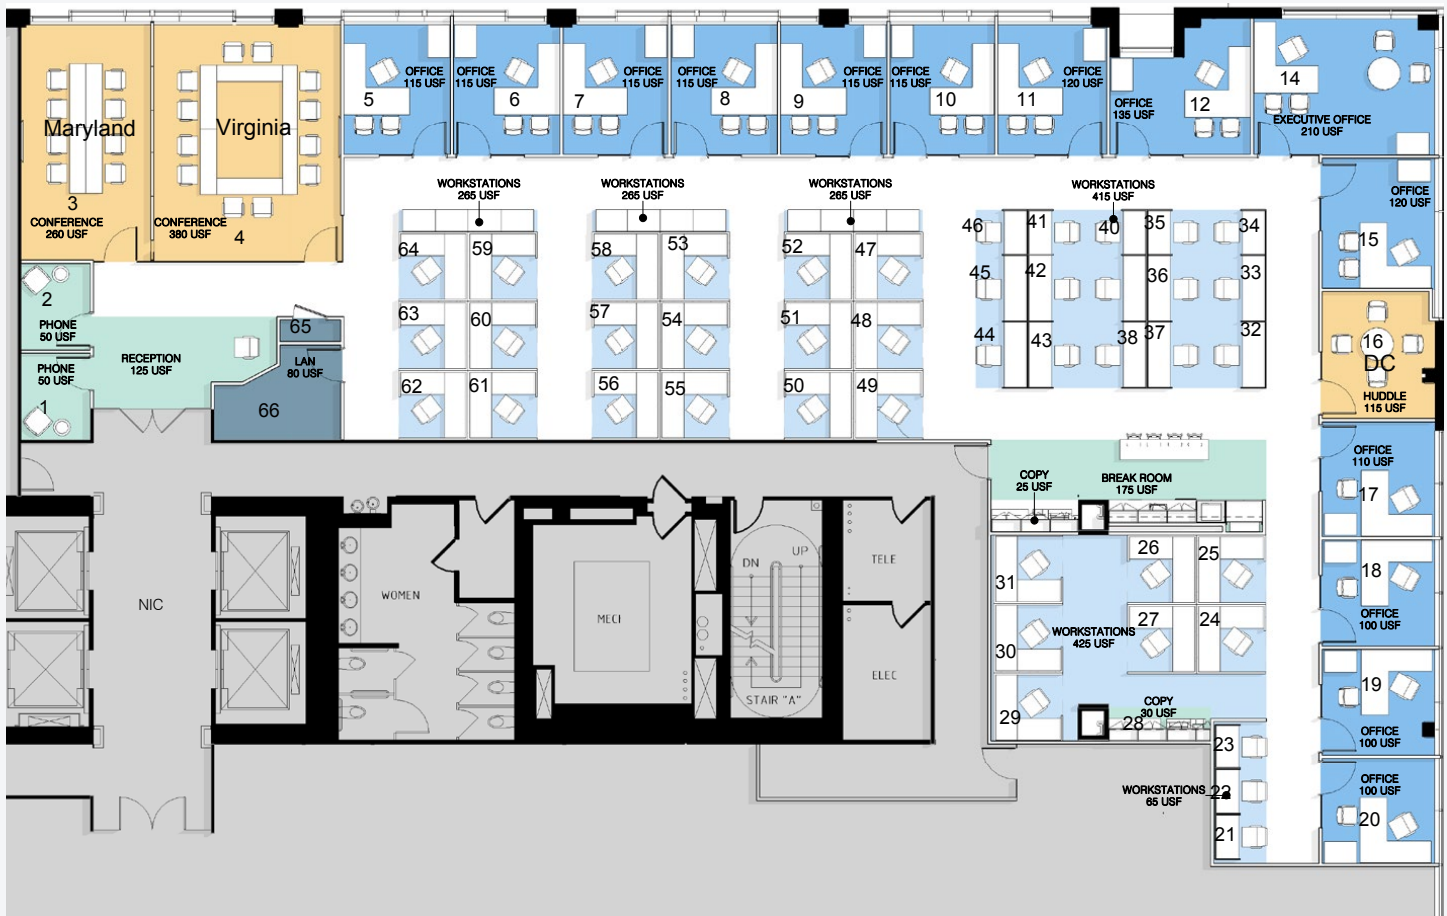 Maryland
3
CONFERENCE
260 USF
Virginia
CONFERENCE
380 USF
4
OFFICE
115 USF
5
OFFICE
115 USF
6
OFFICE
115 USF
7
OFFICE
115 USF
8
OFFICE
115 USF
9
OFFICE
115 USF
10
OFFICE
120 USF
11
OFFICE
135 USF
12
14
EXECUTIVE OFFICE
210 USF
WORKSTATIONS
265 USF
WORKSTATIONS
265 USF
WORKSTATIONS
265 USF
WORKSTATIONS
415 USF
OFFICE
120 USF
15
64
59
63
60
62
61
58
53
57
54
56
55
52
47
51
48
50
49
46
41
40
35
34
45
42
36
33
44
43
38
37
32
2
PHONE
50 USF
PHONE
50 USF
1
RECEPTION
125 USF
65
LAN
80 USF
66
16
DC
HUDDLE
115 USF
COPY
25 USF
BREAK ROOM
175 USF
OFFICE
110 USF
17
18
OFFICE
100 USF
19
OFFICE
100 USF
OFFICE
100 USF
20
31
26
25
30
27
24
WORKSTATIONS
425 USF
29
COPY
30 USF
28
23
WORKSTATIONS
65 USF
22
21
NIC
WOMEN
MECI
DN
UP
STAIR "A"
TELE
ELEC